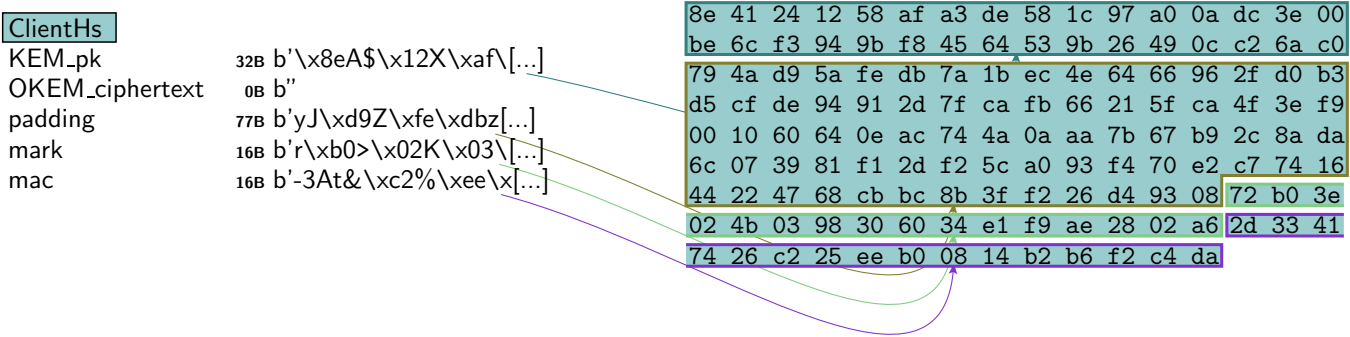 ClientHs
KEM_pk 32B b'\x8eA$\x12X\xaf\[...]
OKEM_ciphertext 0B b''
padding 77B b'yJ\xd9Z\xfe\xdbz[...]
mark 16B b'r\xb0>\x02K\x03\[...]
mac 16B b'-3At&\xc2%\xee\x[...]
8e 41 24 12 58 af a3 de 58 1c 97 a0 0a dc 3e 00
be 6c f3 94 9b f8 45 64 53 9b 26 49 0c c2 6a c0
79 4a d9 5a fe db 7a 1b ec 4e 64 66 96 2f d0 b3
d5 cf de 94 91 2d 7f ca fb 66 21 5f ca 4f 3e f9
00 10 60 64 0e ac 74 4a 0a aa 7b 67 b9 2c 8a da
6c 07 39 81 f1 2d f2 5c a0 93 f4 70 e2 c7 74 16
44 22 47 68 cb bc 8b 3f f2 26 d4 93 08 72 b0 3e
02 4b 03 98 30 60 34 e1 f9 ae 28 02 a6 2d 33 41
74 26 c2 25 ee b0 08 14 b2 b6 f2 c4 da